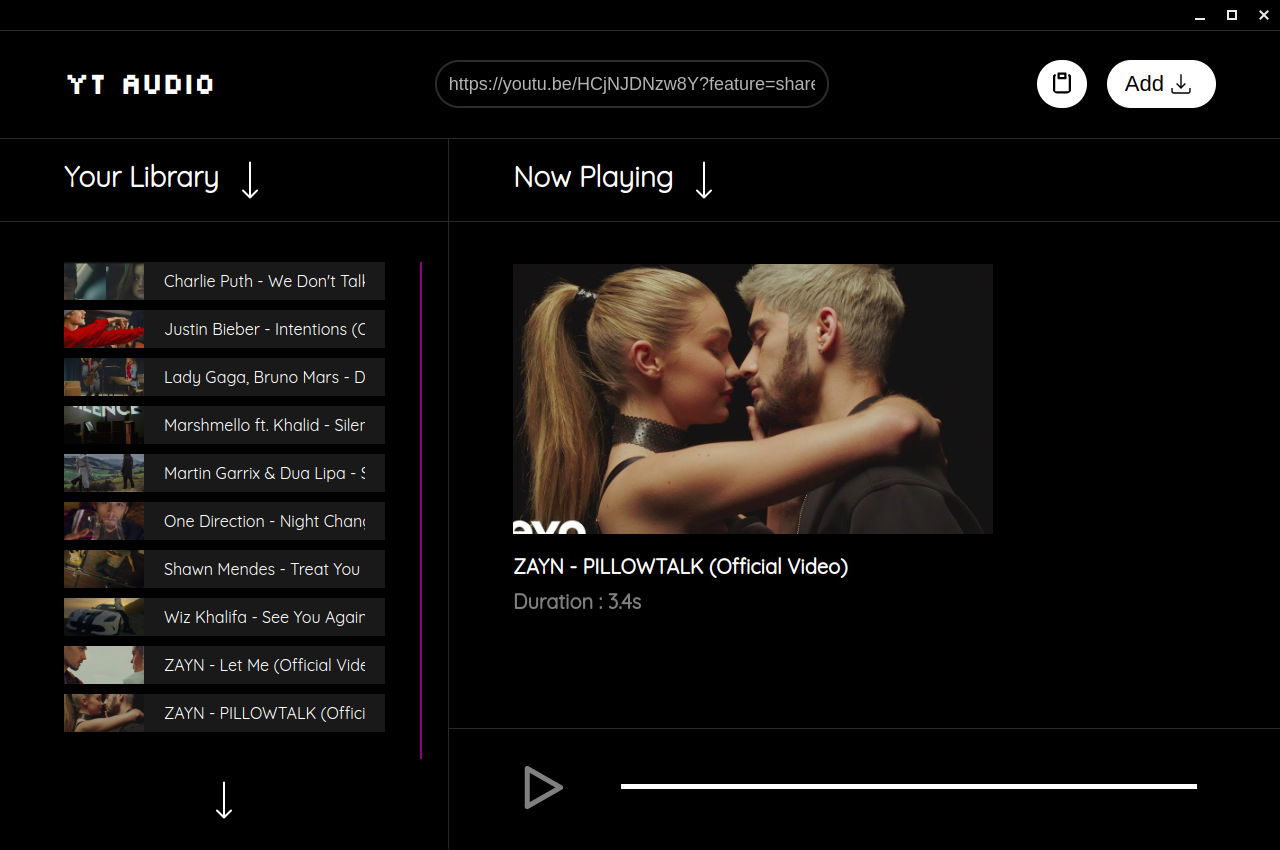 YT AUDIO
https://youtu.be/HCjNJDNzw8Y?feature=share
Add
Your Library
Now Playing
Charlie Puth - We Don't Talk
Justin Bieber - Intentions (O
Lady Gaga, Bruno Mars - D
Marshmello ft. Khalid - Silen
Martin Garrix & Dua Lipa - S
One Direction - Night Chang
Shawn Mendes - Treat You
Wiz Khalifa - See You Again
ZAYN - Let Me (Official Vide
ZAYN - PILLOWTALK (Offici
ZAYN - PILLOWTALK (Official Video)
Duration : 3.4s